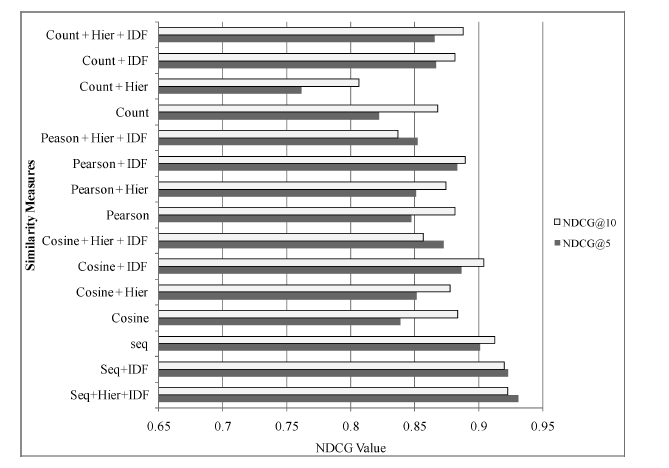 Count + Hier + IDF
Count + IDF
Count + Hier
Count
Peason + Hier + IDF
Pearson + IDF
Pearson + Hier
Pearson
Cosine + Hier + IDF
Cosine + IDF
Cosine + Hier
Cosine
seq
Seq+IDF
Seq+Hier+IDF
Similarity Measures
NDCG@10
NDCG@5
0.65 0.7 0.75 0.8 0.85 0.9 0.95
NDCG Value